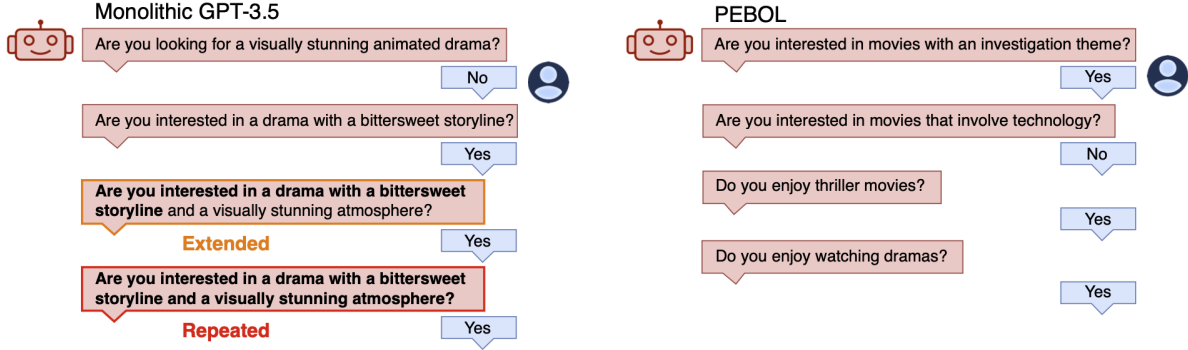 Monolithic GPT-3.5
Are you looking for a visually stunning animated drama?
No
Are you interested in a drama with a bittersweet storyline?
Yes
Are you interested in a drama with a bittersweet
storyline and a visually stunning atmosphere?
Extended
Yes
Are you interested in a drama with a bittersweet
storyline and a visually stunning atmosphere?
Repeated
Yes
PEBOL
Are you interested in movies with an investigation theme?
Yes
Are you interested in movies that involve technology?
No
Do you enjoy thriller movies?
Yes
Do you enjoy watching dramas?
Yes